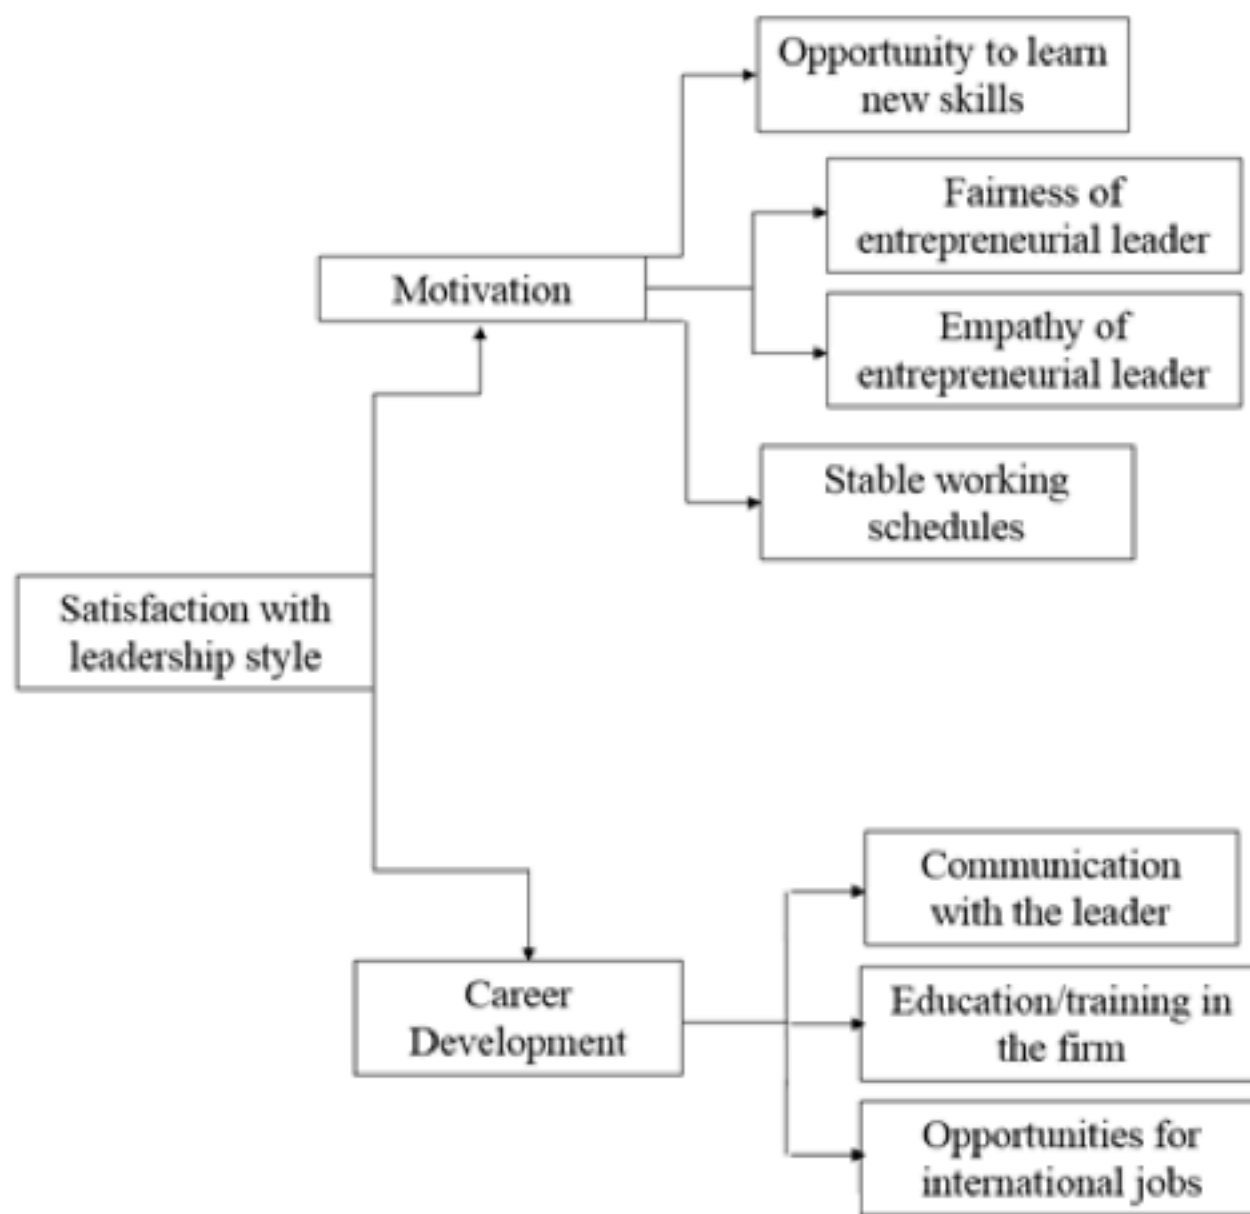 Opportunity to learn
new skills
Fairness of
entrepreneurial leader
Motivation
Empathy of
entrepreneurial leader
Stable working
schedules
Satisfaction with
leadership style
Communication
with the leader
Career
Development
Education/training in
the firm
Opportunities for
international jobs